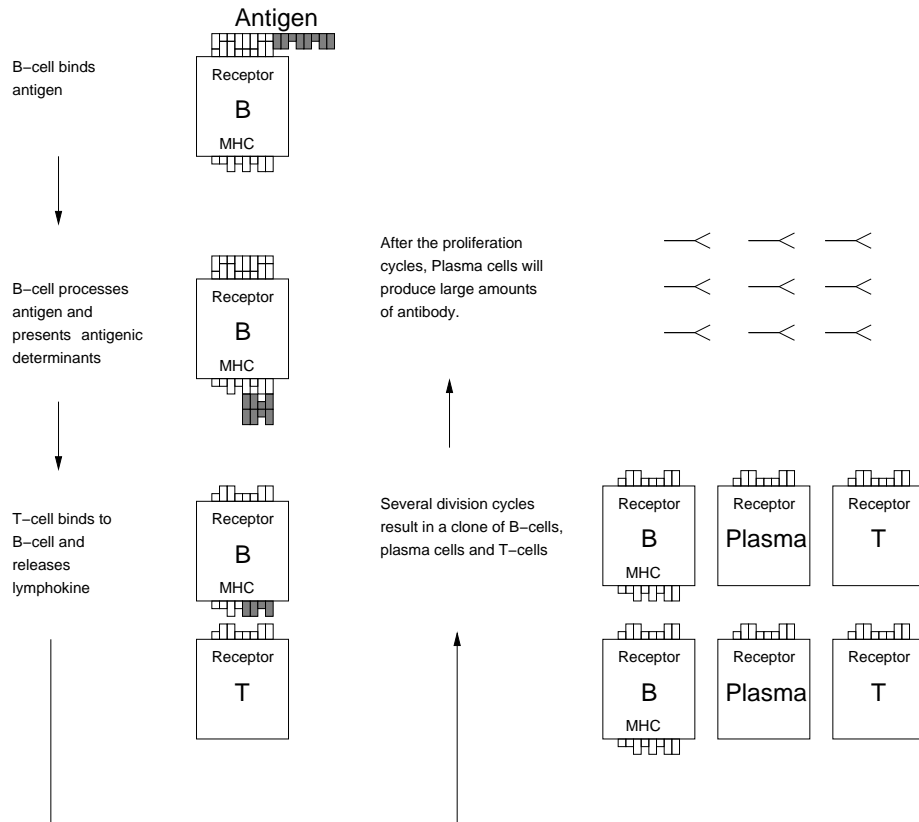 Antigen
B−cell binds
antigen
Receptor
B
MHC
B−cell processes
antigen and
presents antigenic
determinants
Receptor
B
MHC
T−cell binds to
B−cell and
releases
lymphokine
Receptor
B
MHC
Receptor
T
After the proliferation
cycles, Plasma cells will
produce large amounts
of antibody.
Several division cycles
result in a clone of B−cells,
plasma cells and T−cells
Receptor
B
MHC
Receptor
Plasma
Receptor
T
Receptor
B
MHC
Receptor
Plasma
Receptor
T